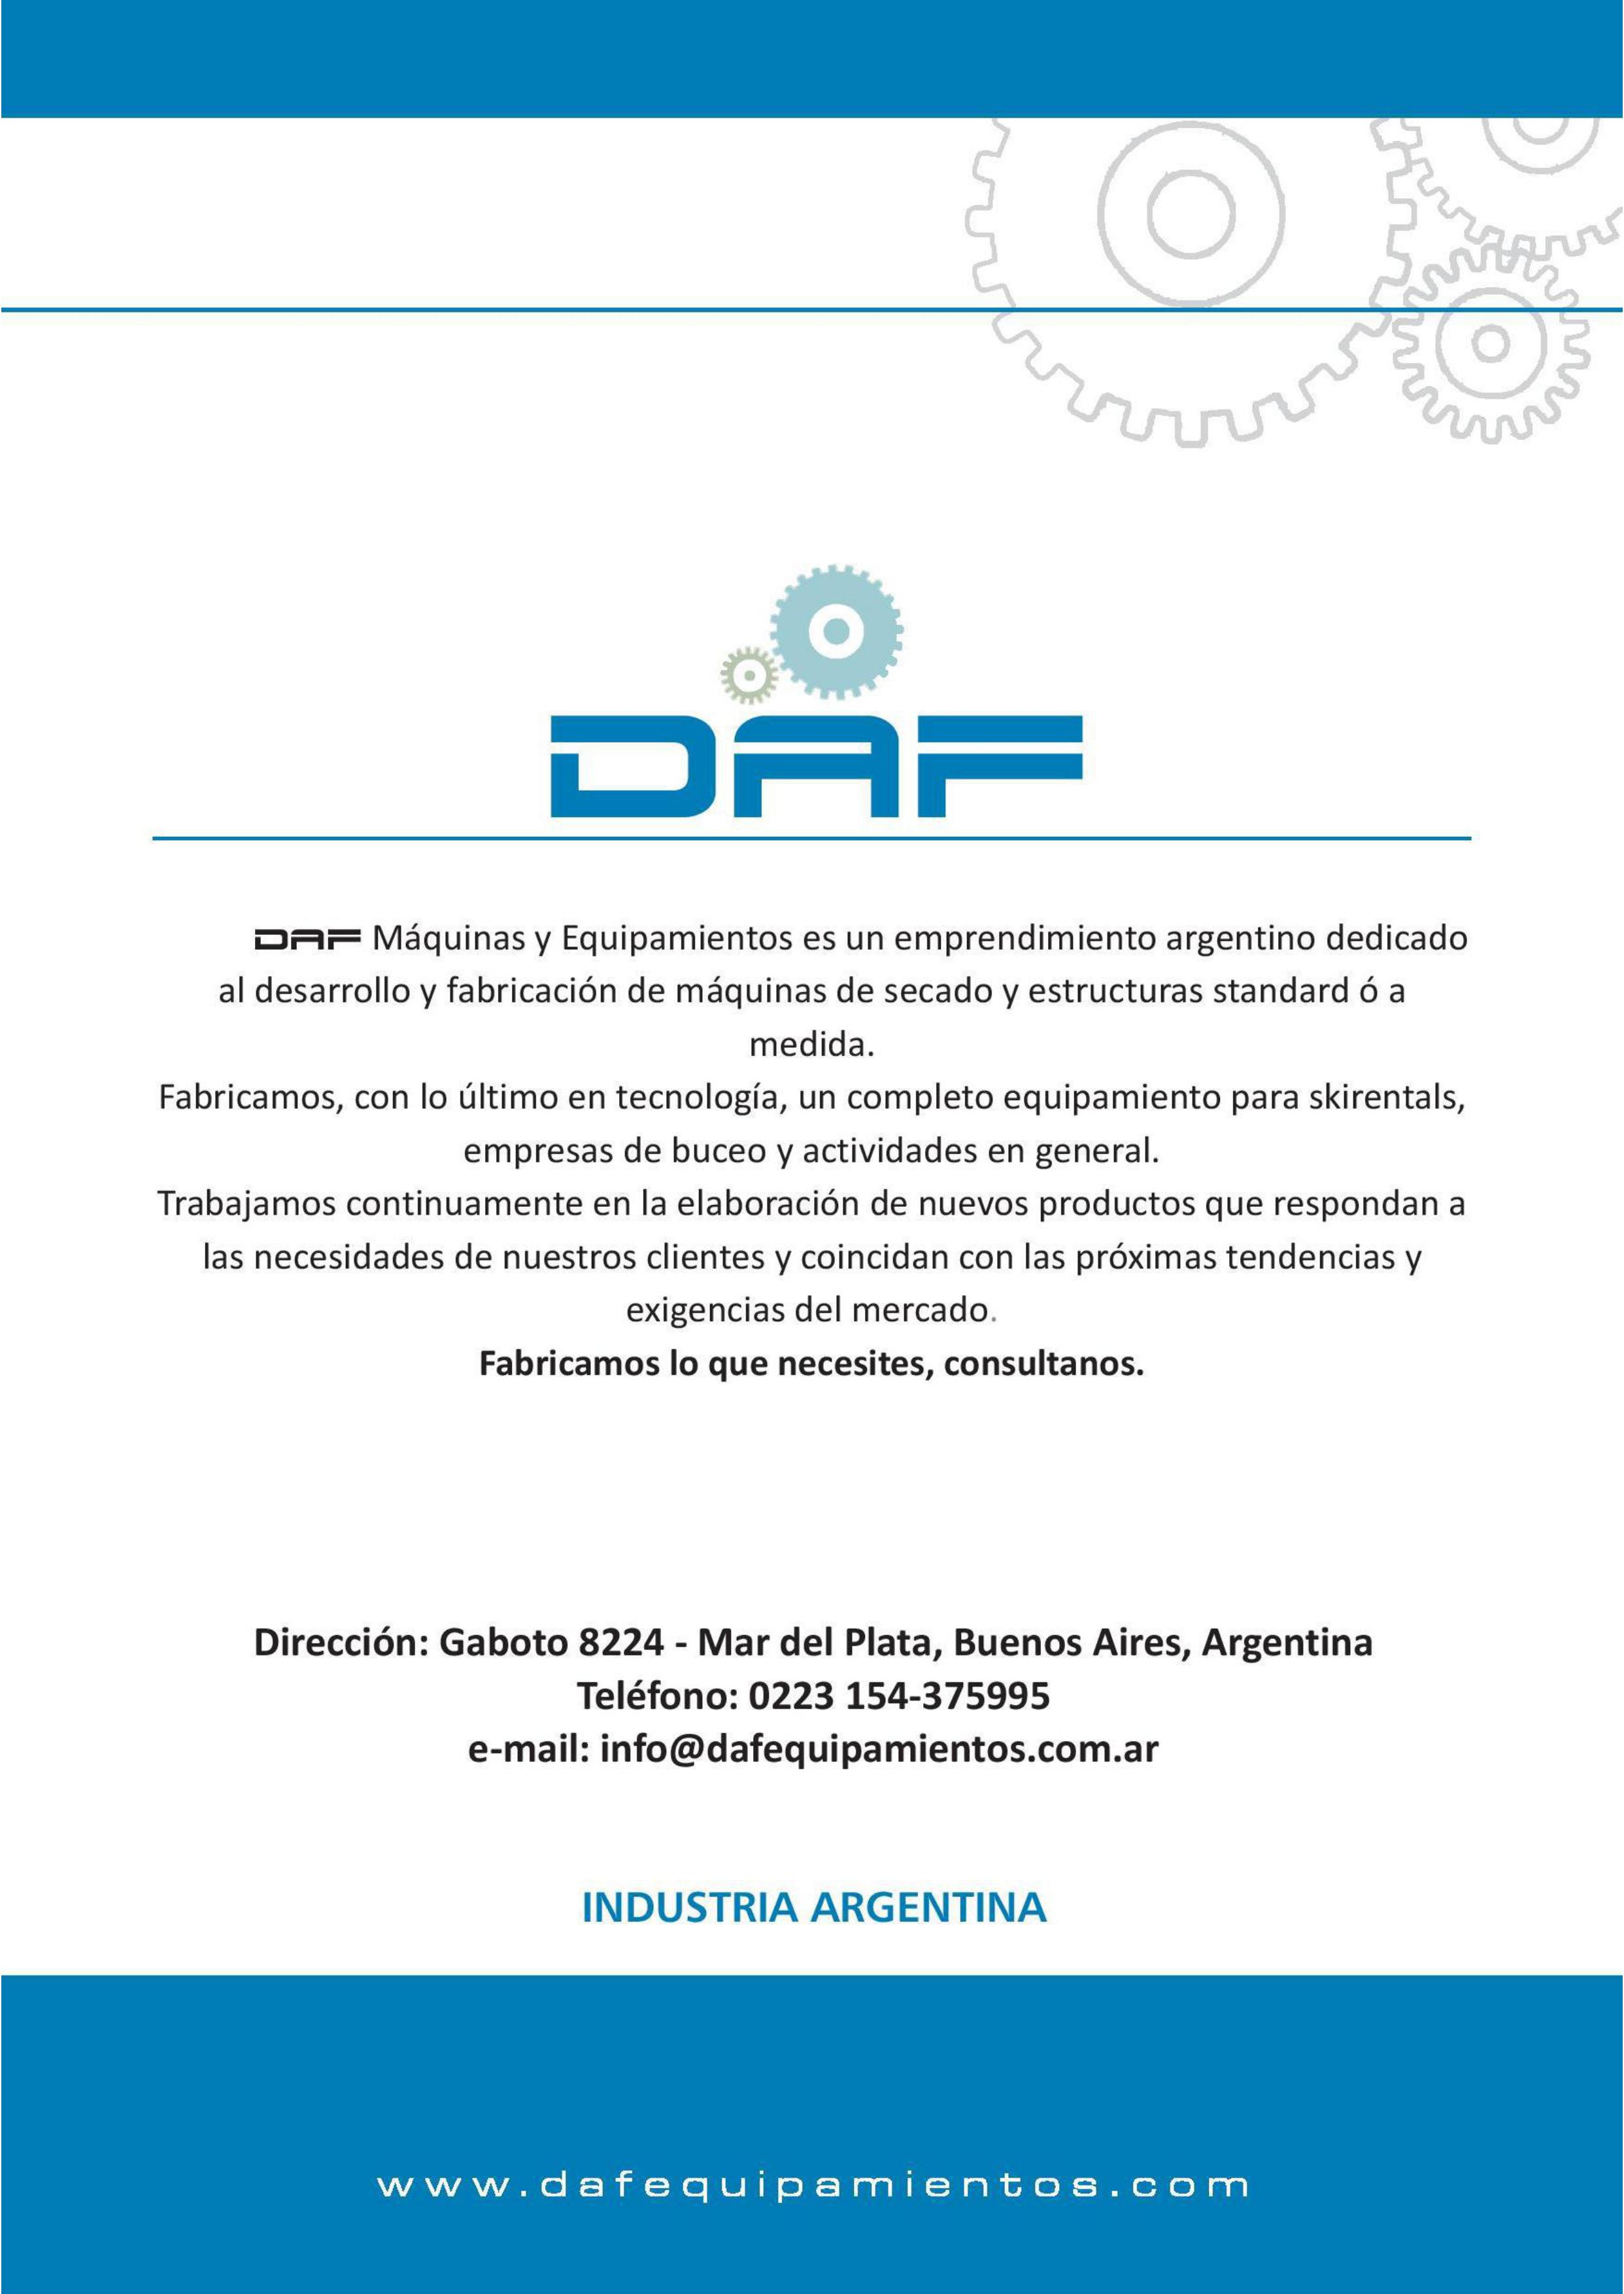 DAF
DAF Máquinas y Equipamientos es un emprendimiento argentino dedicado
al desarrollo y fabricación de máquinas de secado y estructuras standard ó a
medida.
Fabricamos, con lo último en tecnología, un completo equipamiento para skirentals,
empresas de buceo y actividades en general.
Trabajamos continuamente en la elaboración de nuevos productos que respondan a
las necesidades de nuestros clientes y coincidan con las próximas tendencias y
exigencias del mercado.
Fabricamos lo que necesites, consultanos.
Dirección: Gaboto 8224 - Mar del Plata, Buenos Aires, Argentina
Teléfono: 0223 154-375995
e-mail: info@dafequipamientos.com.ar
INDUSTRIA ARGENTINA
www.dafequipamientos.com